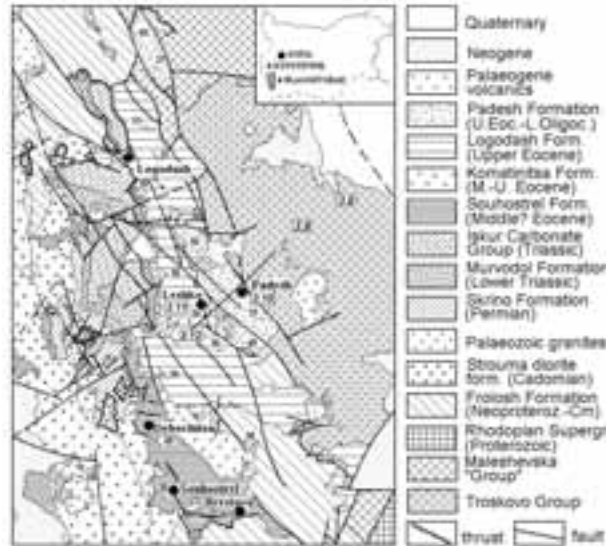 Quaternary
Neogene
Palaeogene
volcanics
Padesh Formation
(U.Eoc.-L.Oligoc.)
Logodash Form.
(Upper Eocene)
Komatinitsa Form.
(M.-U. Eocene)
Souhostrel Form.
(Middle? Eocene)
Iskur Carbonate
Group (Triassic)
Murvodol Formation
(Lower Triassic)
Skrino Formation
(Permian)
Palaeozoic granites
Strouma diorite
form. (Cadomian)
Frolosh Formation
(Neoproteroz.-Cm)
Rhodopian Supergr
(Proterozoic)
Maleshevska
"Group"
Troskovo Group
thrust
fault
Logodash
Padesh